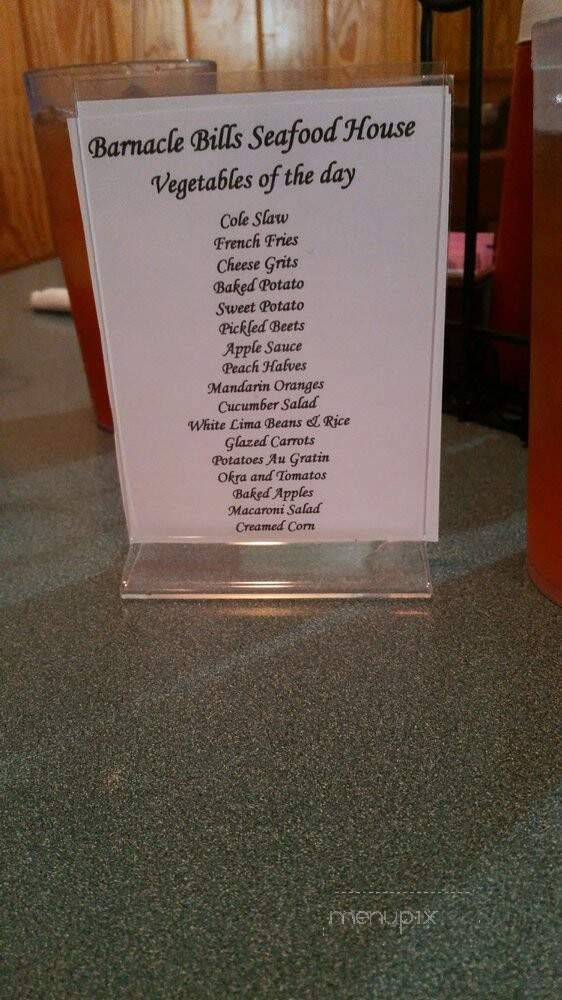 Barnacle Bills Seafood House
Vegetables of the day
Cole Slaw
French Fries
Cheese Grits
Baked Potato
Sweet Potato
Pickled Beets
Apple Sauce
Peach Halves
Mandarin Oranges
Cucumber Salad
White Lima Beans & Rice
Glazed Carrots
Potatoes Au Gratin
Okra and Tomatos
Baked Apples
Macaroni Salad
Creamed Corn
menupix